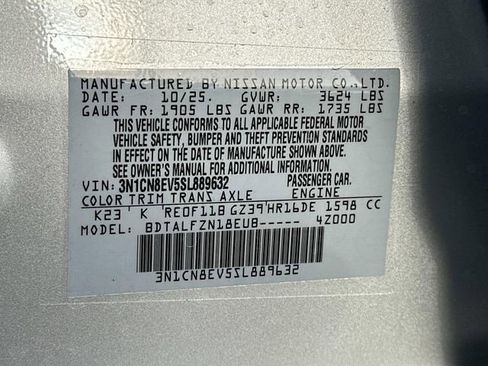 MANUFACTURED BY NISSAN MOTOR CO.,LTD.
DATE: 10/25. GVWR: 3624 LBS
GAWR FR: 1905 LBS GAWR RR: 1735 LBS
THIS VEHICLE CONFORMS TO ALL APPLICABLE FEDERAL MOTOR
VEHICLE SAFETY, BUMPER, AND THEFT PREVENTION STANDARDS
IN EFFECT ON THE DATE OF MANUFACTURE SHOWN ABOVE.
SEE OWNER'S MANUAL FOR ADDITIONAL INFORMATION.
VIN: 3N1CN8EV5SL889632 PASSENGER CAR.
COLOR TRIM TRANS AXLE ENGINE
K23 K RE0F11B GZ39 HR16DE 1598 CC
MODEL: BDTALFZN18EUB----- 4Z000
3N1CN8EV5SL889632